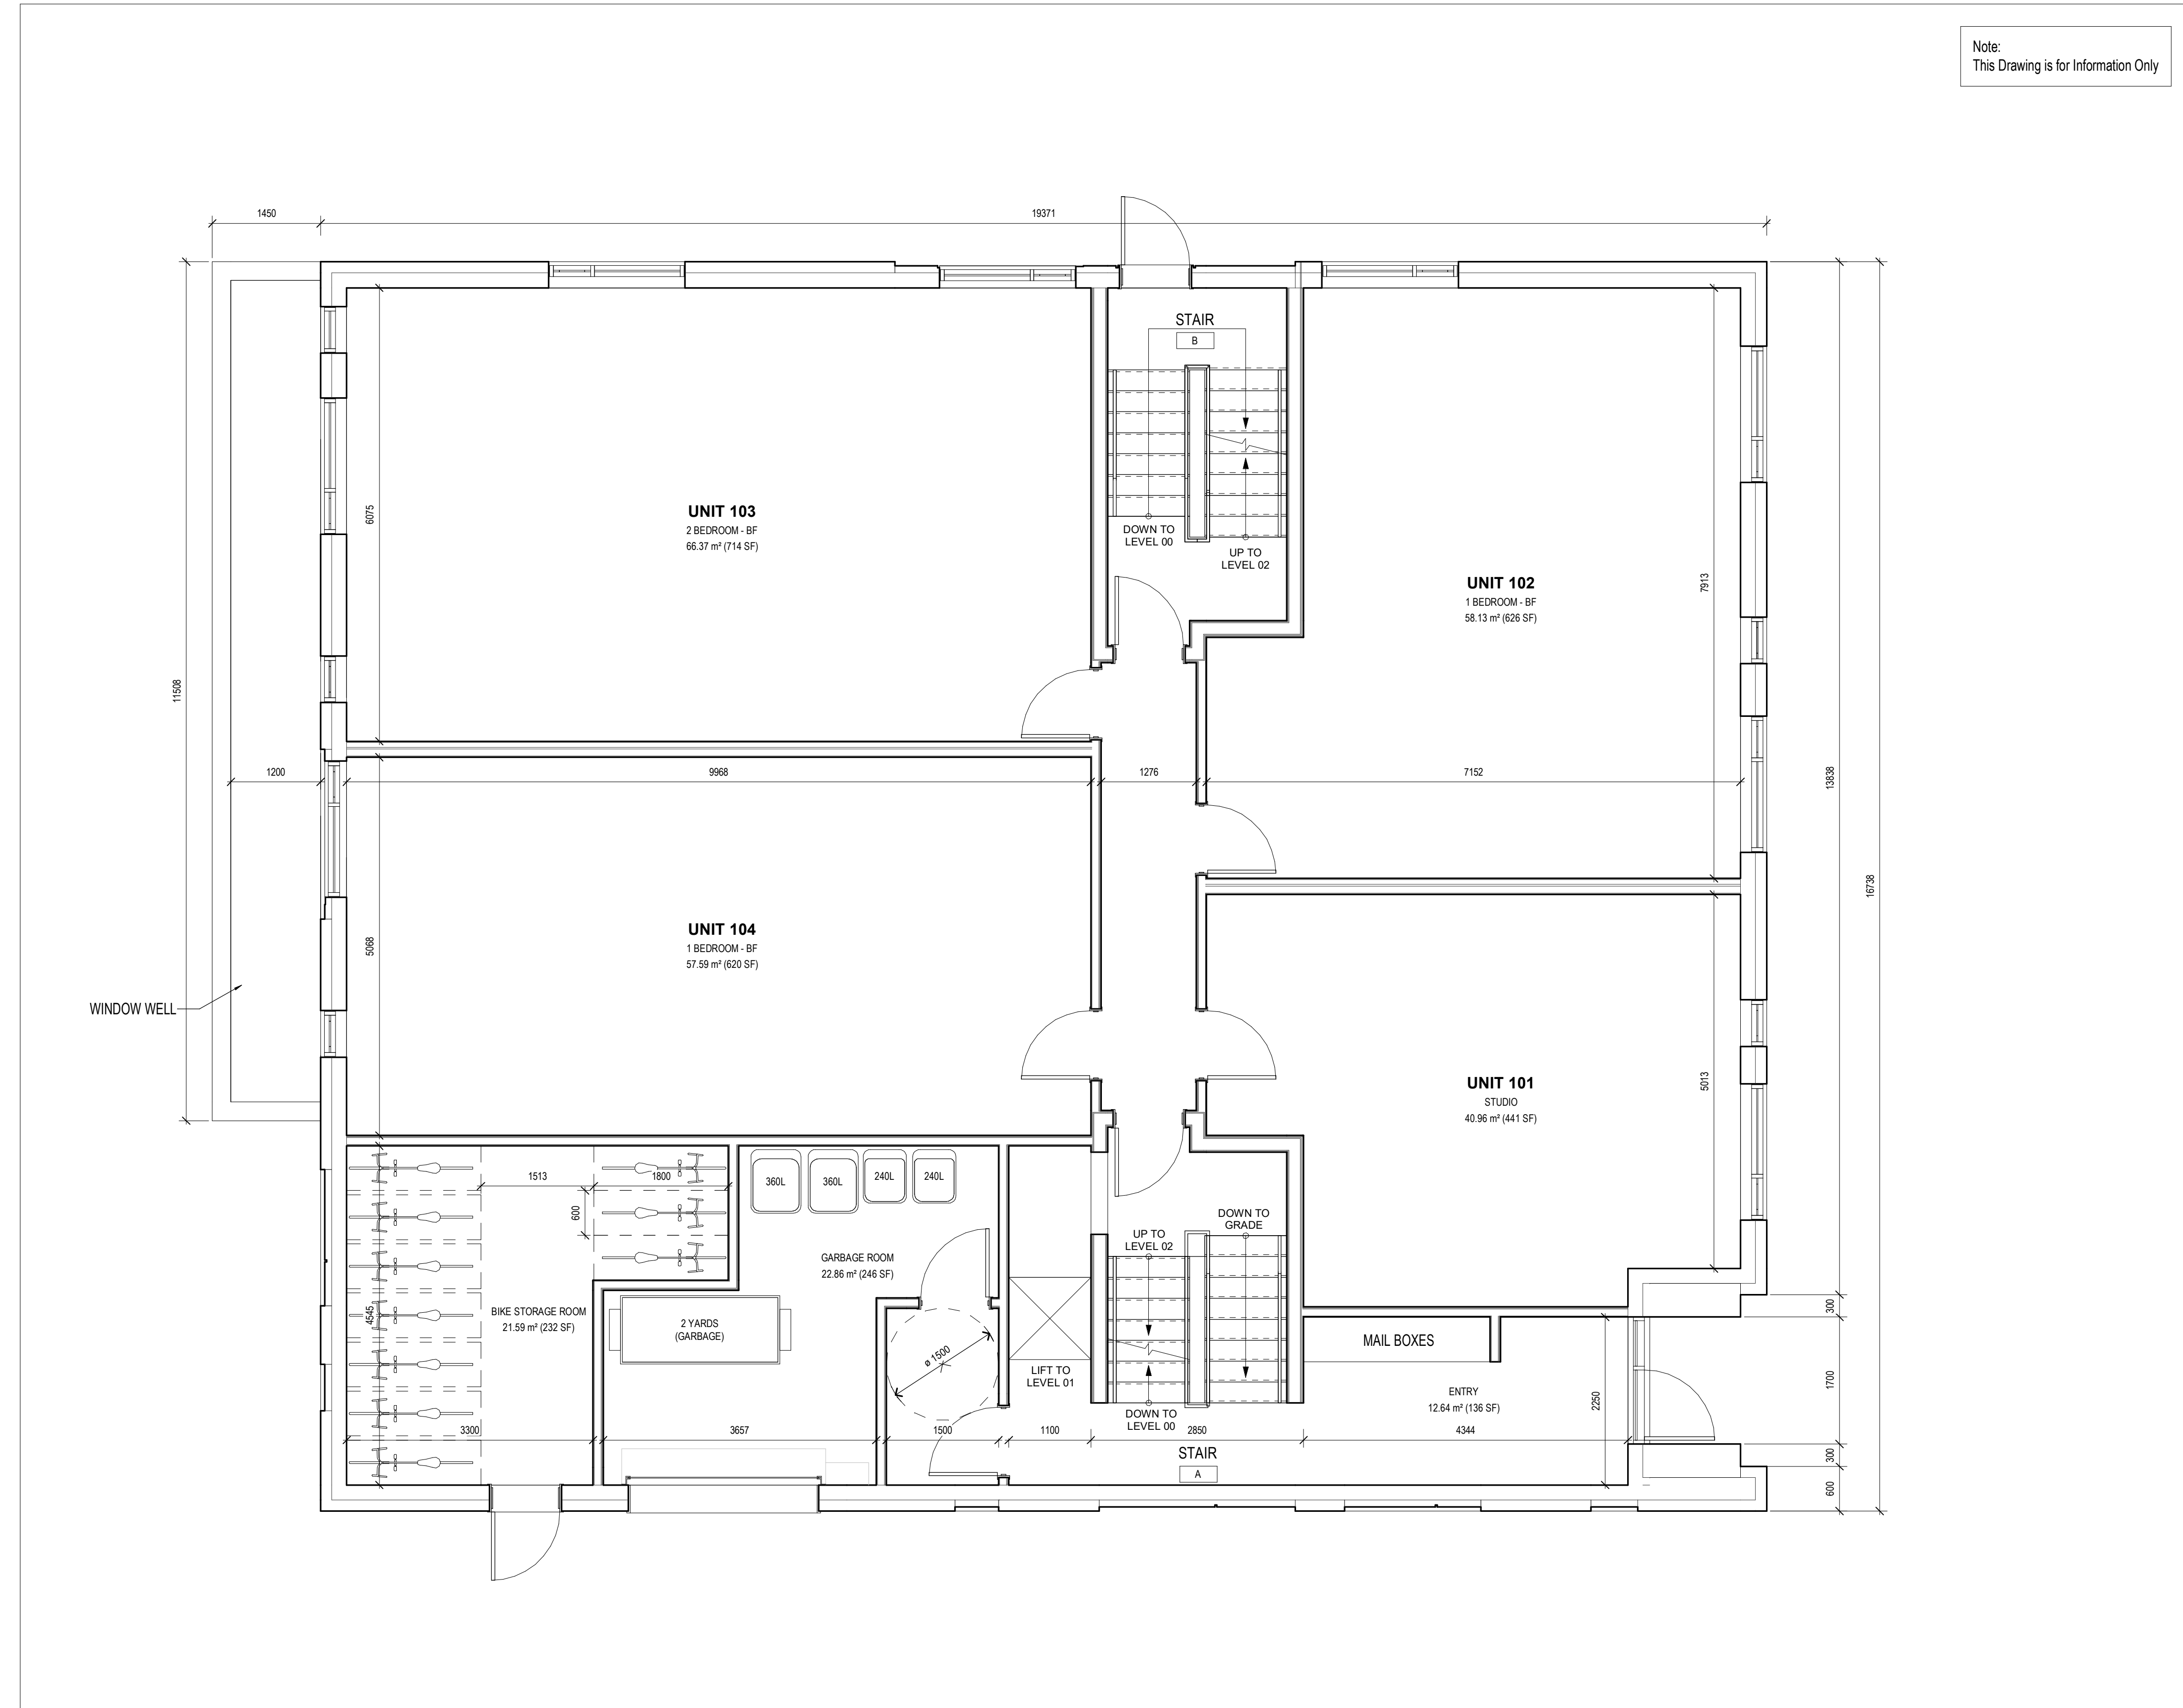 Note:
This Drawing is for Information Only
1450
19371
STAIR
B
UNIT 103
2 BEDROOM - BF
66.37 m² (714 SF)
6075
DOWN TO
LEVEL 00
UP TO
LEVEL 02
UNIT 102
1 BEDROOM - BF
58.13 m² (626 SF)
7913
11508
1200
9968
1276
7152
13838
16738
UNIT 104
1 BEDROOM - BF
57.59 m² (620 SF)
5068
WINDOW WELL
UNIT 101
STUDIO
40.96 m² (441 SF)
5013
1513
1800
600
360L
360L
240L
240L
GARBAGE ROOM
22.86 m² (246 SF)
DOWN TO
GRADE
UP TO
LEVEL 02
BIKE STORAGE ROOM
21.59 m² (232 SF)
4545
2 YARDS
(GARBAGE)
ø 1500
LIFT TO
LEVEL 01
MAIL BOXES
ENTRY
12.64 m² (136 SF)
2250
300
1700
300
600
DOWN TO
LEVEL 00
3300
3657
1500
1100
2850
4344
STAIR
A